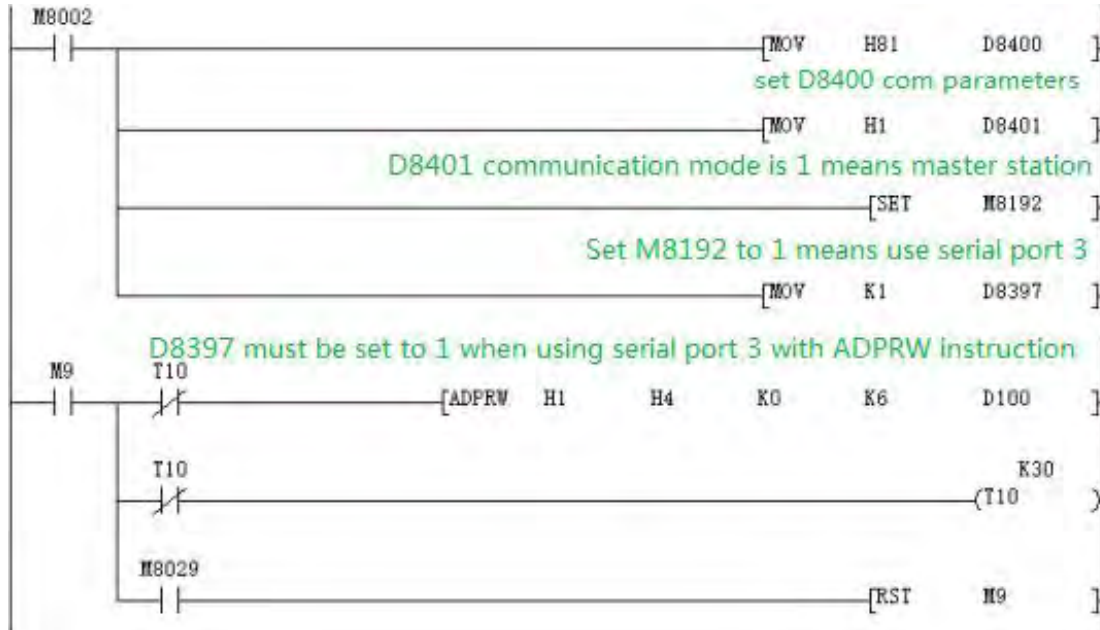 M8002
[MOV H81 D8400 ]
set D8400 com parameters
[MOV H1 D8401 ]
D8401 communication mode is 1 means master station
[SET M8192 ]
Set M8192 to 1 means use serial port 3
[MOV K1 D8397 ]
D8397 must be set to 1 when using serial port 3 with ADPRW instruction
M9 T10
[ADPRW H1 H4 K0 K6 D100 ]
T10 K30
(T10 )
M8029
[RST M9 ]